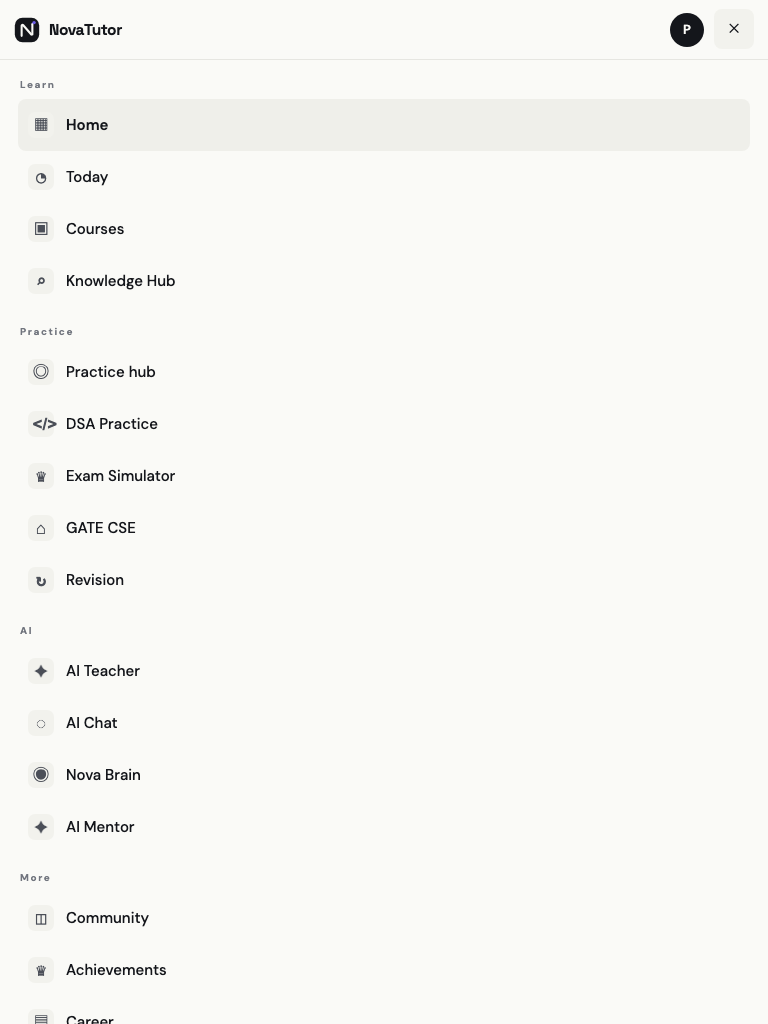 NovaTutor
P
×
Learn
Home
Today
Courses
Knowledge Hub
Practice
Practice hub
</> DSA Practice
Exam Simulator
GATE CSE
Revision
AI
AI Teacher
AI Chat
Nova Brain
AI Mentor
More
Community
Achievements
Career